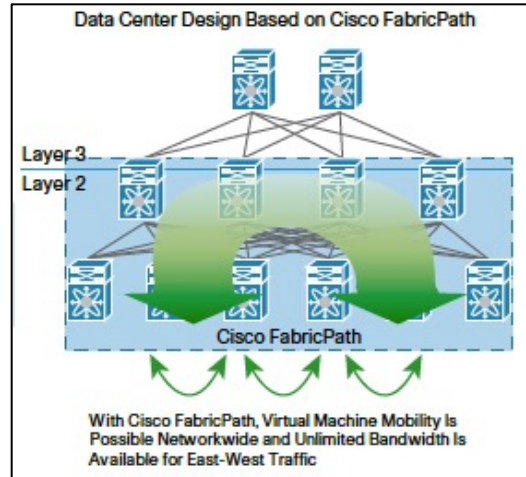 Data Center Design Based on Cisco FabricPath
Layer 3
Layer 2
Cisco FabricPath
With Cisco FabricPath, Virtual Machine Mobility Is
Possible Networkwide and Unlimited Bandwidth Is
Available for East-West Traffic